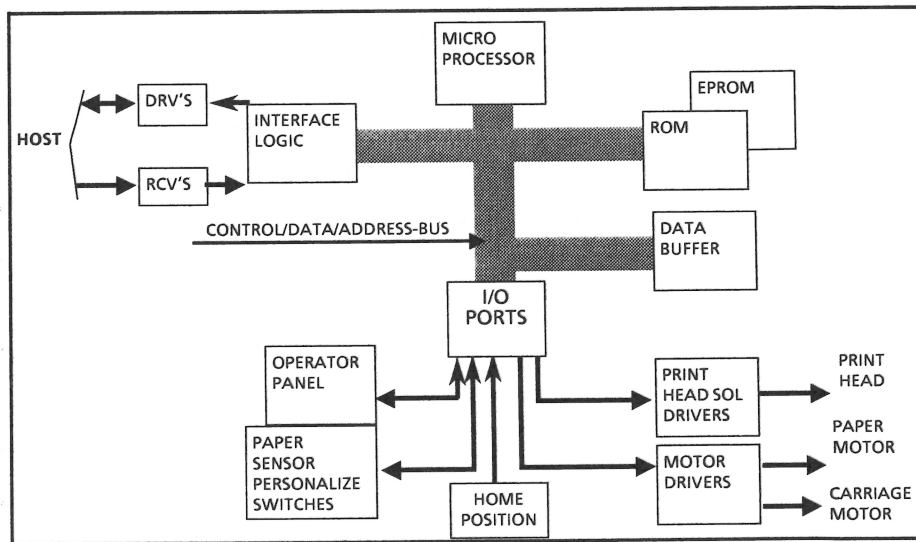 MICRO
PROCESSOR
EPROM
ROM
DRV'S
INTERFACE
LOGIC
HOST
RCV'S
CONTROL/DATA/ADDRESS-BUS
DATA
BUFFER
I/O
PORTS
OPERATOR
PANEL
PAPER
SENSOR
PERSONALIZE
SWITCHES
HOME
POSITION
PRINT
HEAD SOL
DRIVERS
PRINT
HEAD
MOTOR
DRIVERS
PAPER
MOTOR
CARRIAGE
MOTOR